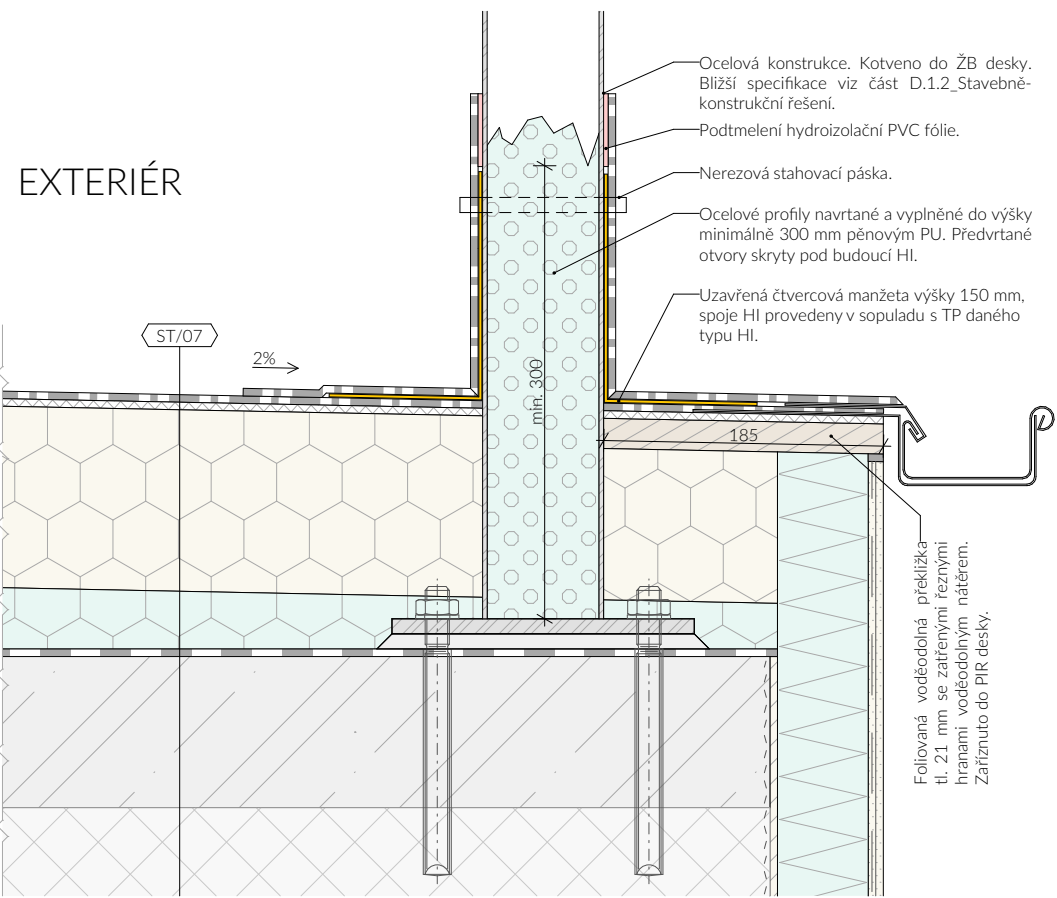 Ocelová konstrukce. Kotveno do ŽB desky.
Bližší specifikace viz část D.1.2_Stavebně-
konstrukční řešení.
Podtmelení hydroizolační PVC fólie.
EXTERIÉR
Nerezová stahovací páska.
Ocelové profily navrtané a vyplněné do výšky
minimálně 300 mm pěnovým PU. Předvrtané
otvory skryty pod budoucí HI.
Uzavřená čtvercová manžeta výšky 150 mm,
spoje HI provedeny v sopuladu s TP daného
typu HI.
ST/07
2%
min. 300
185
Foliovaná voděodolná překližka
tl. 21 mm se zatřenými řeznými
hranami voděodolným nátěrem.
Zaříznuto do PIR desky.